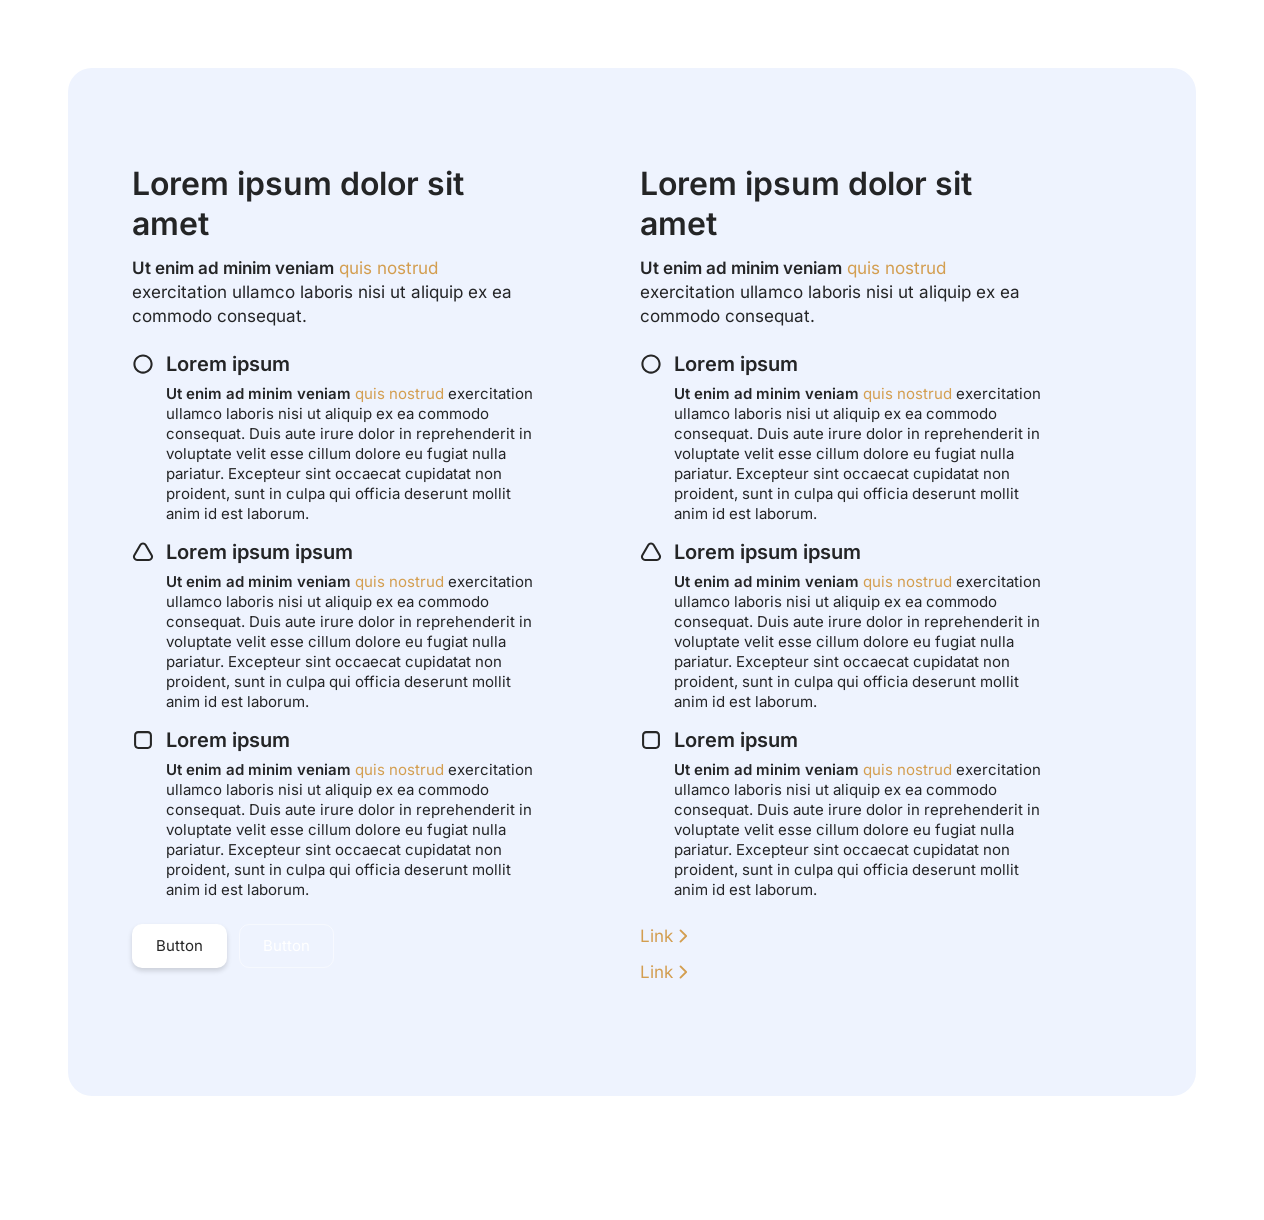 Lorem ipsum dolor sit
amet
Ut enim ad minim veniam quis nostrud
exercitation ullamco laboris nisi ut aliquip ex ea
commodo consequat.
Lorem ipsum
Ut enim ad minim veniam quis nostrud exercitation
ullamco laboris nisi ut aliquip ex ea commodo
consequat. Duis aute irure dolor in reprehenderit in
voluptate velit esse cillum dolore eu fugiat nulla
pariatur. Excepteur sint occaecat cupidatat non
proident, sunt in culpa qui officia deserunt mollit
anim id est laborum.
Lorem ipsum ipsum
Ut enim ad minim veniam quis nostrud exercitation
ullamco laboris nisi ut aliquip ex ea commodo
consequat. Duis aute irure dolor in reprehenderit in
voluptate velit esse cillum dolore eu fugiat nulla
pariatur. Excepteur sint occaecat cupidatat non
proident, sunt in culpa qui officia deserunt mollit
anim id est laborum.
Lorem ipsum
Ut enim ad minim veniam quis nostrud exercitation
ullamco laboris nisi ut aliquip ex ea commodo
consequat. Duis aute irure dolor in reprehenderit in
voluptate velit esse cillum dolore eu fugiat nulla
pariatur. Excepteur sint occaecat cupidatat non
proident, sunt in culpa qui officia deserunt mollit
anim id est laborum.
Button
Button
Lorem ipsum dolor sit
amet
Ut enim ad minim veniam quis nostrud
exercitation ullamco laboris nisi ut aliquip ex ea
commodo consequat.
Lorem ipsum
Ut enim ad minim veniam quis nostrud exercitation
ullamco laboris nisi ut aliquip ex ea commodo
consequat. Duis aute irure dolor in reprehenderit in
voluptate velit esse cillum dolore eu fugiat nulla
pariatur. Excepteur sint occaecat cupidatat non
proident, sunt in culpa qui officia deserunt mollit
anim id est laborum.
Lorem ipsum ipsum
Ut enim ad minim veniam quis nostrud exercitation
ullamco laboris nisi ut aliquip ex ea commodo
consequat. Duis aute irure dolor in reprehenderit in
voluptate velit esse cillum dolore eu fugiat nulla
pariatur. Excepteur sint occaecat cupidatat non
proident, sunt in culpa qui officia deserunt mollit
anim id est laborum.
Lorem ipsum
Ut enim ad minim veniam quis nostrud exercitation
ullamco laboris nisi ut aliquip ex ea commodo
consequat. Duis aute irure dolor in reprehenderit in
voluptate velit esse cillum dolore eu fugiat nulla
pariatur. Excepteur sint occaecat cupidatat non
proident, sunt in culpa qui officia deserunt mollit
anim id est laborum.
Link
Link